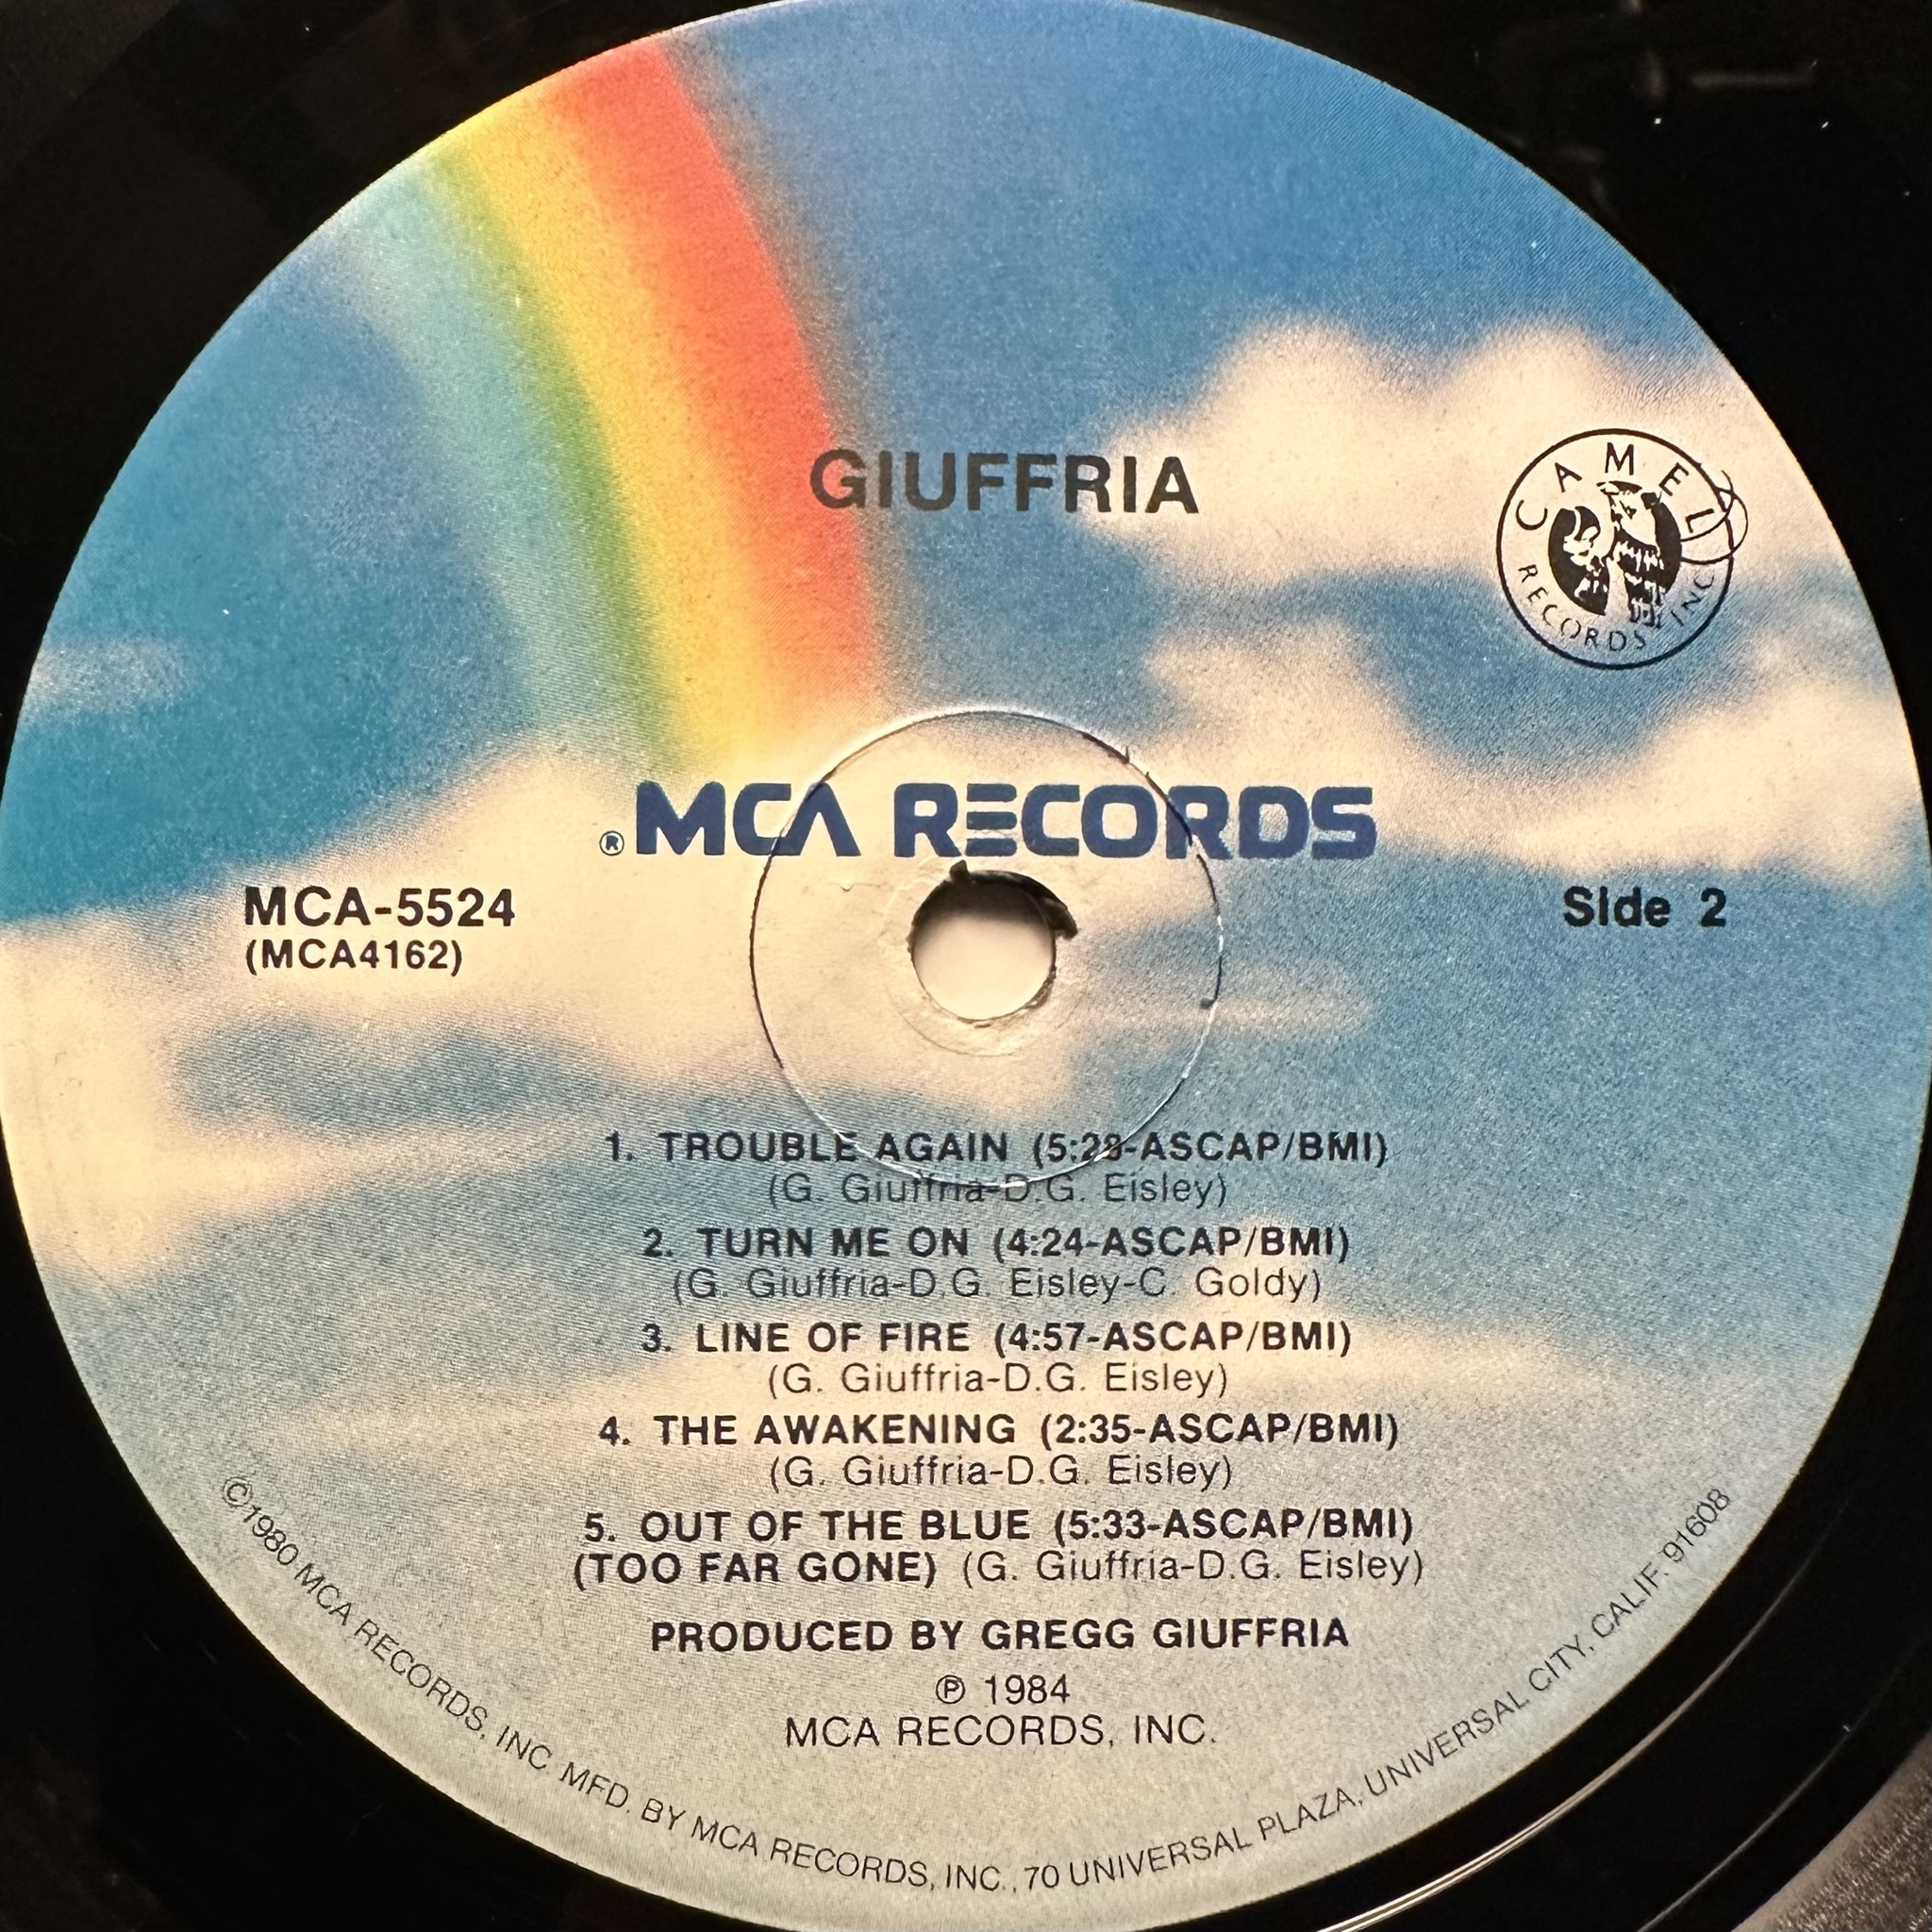 GIUFFRIA
CAMEL
RECORDS INC
® MCA RECORDS
MCA-5524
(MCA4162)
Side 2
1. TROUBLE AGAIN (5:28-ASCAP/BMI)
(G. Giuffria-D.G. Eisley)
2. TURN ME ON (4:24-ASCAP/BMI)
(G. Giuffria-D.G. Eisley-C. Goldy)
3. LINE OF FIRE (4:57-ASCAP/BMI)
(G. Giuffria-D.G. Eisley)
4. THE AWAKENING (2:35-ASCAP/BMI)
(G. Giuffria-D.G. Eisley)
5. OUT OF THE BLUE (5:33-ASCAP/BMI)
(TOO FAR GONE) (G. Giuffria-D.G. Eisley)
PRODUCED BY GREGG GIUFFRIA
℗ 1984
MCA RECORDS, INC.
©1980 MCA RECORDS, INC. MFD. BY MCA RECORDS, INC., 70 UNIVERSAL PLAZA, UNIVERSAL CITY, CALIF. 91608